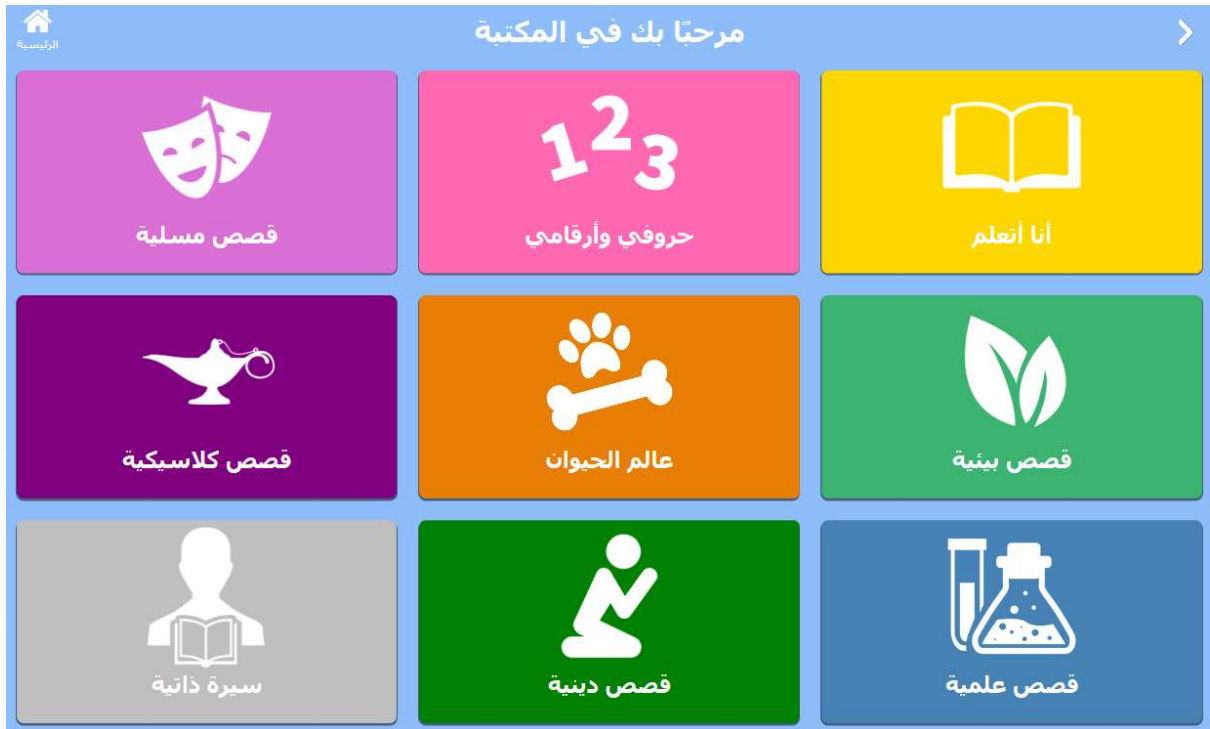 مرحبًا بك في المكتبة
الرئيسية
أنا أتعلم
123
حروفي وأرقامي
قصص مسلية
قصص بيئية
عالم الحيوان
قصص كلاسيكية
قصص علمية
قصص دينية
سيرة ذاتية